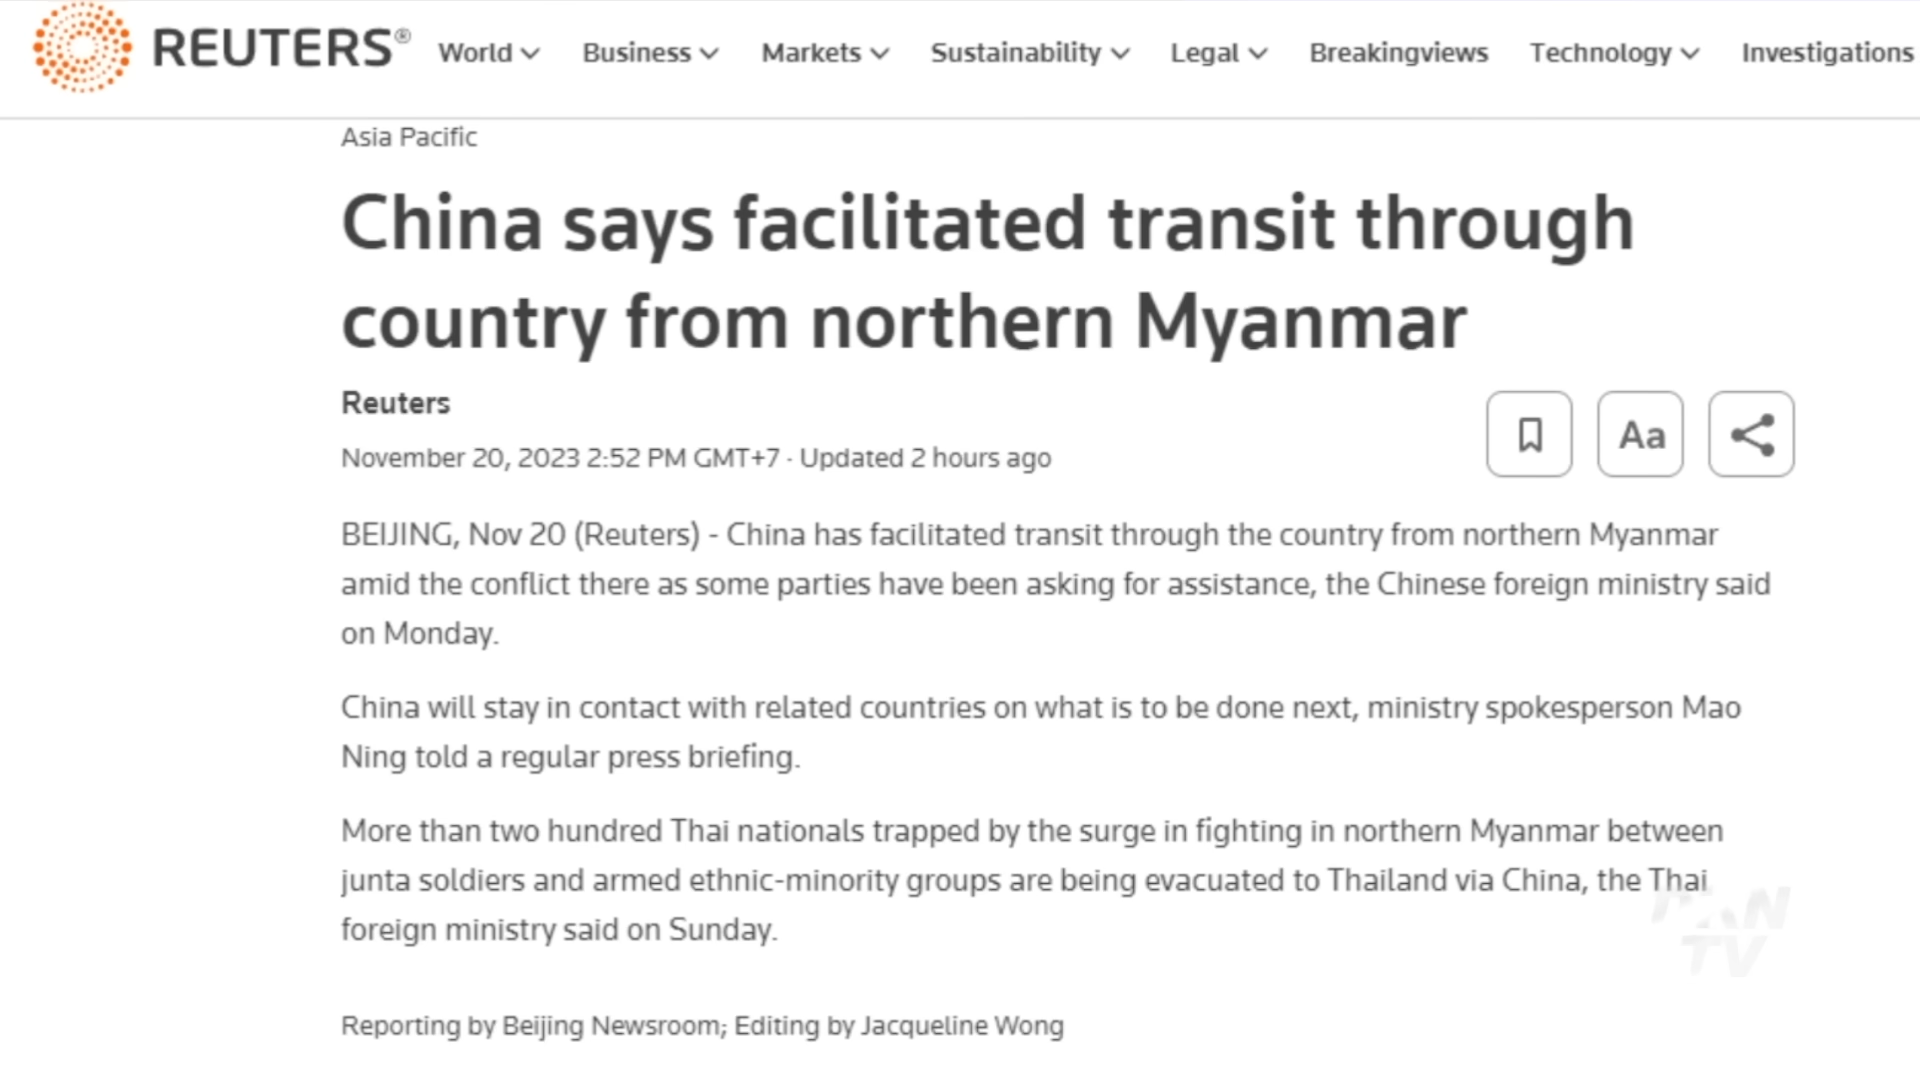 REUTERS®
World Business Markets Sustainability Legal Breakingviews Technology Investigations
Asia Pacific
China says facilitated transit through
country from northern Myanmar
Reuters
Aa
November 20, 2023 2:52 PM GMT+7 · Updated 2 hours ago
BEIJING, Nov 20 (Reuters) - China has facilitated transit through the country from northern Myanmar
amid the conflict there as some parties have been asking for assistance, the Chinese foreign ministry said
on Monday.
China will stay in contact with related countries on what is to be done next, ministry spokesperson Mao
Ning told a regular press briefing.
More than two hundred Thai nationals trapped by the surge in fighting in northern Myanmar between
junta soldiers and armed ethnic-minority groups are being evacuated to Thailand via China, the Thai
foreign ministry said on Sunday.
TV
Reporting by Beijing Newsroom; Editing by Jacqueline Wong